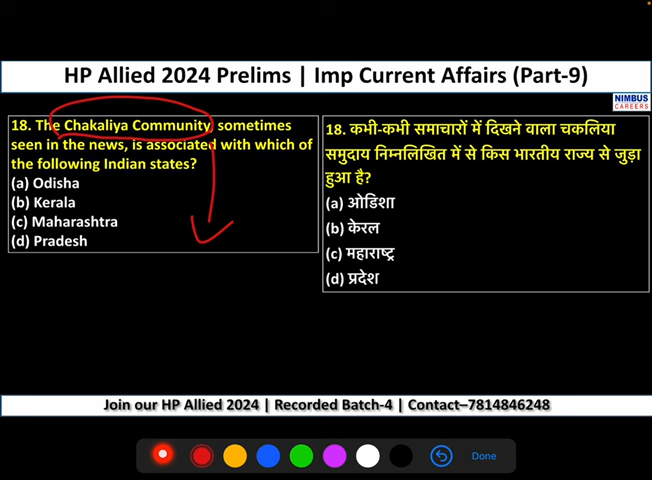 HP Allied 2024 Prelims | Imp Current Affairs (Part-9)
NIMBUS
CAREERS
18. The Chakaliya Community, sometimes
seen in the news, is associated with which of
the following Indian states?
(a) Odisha
(b) Kerala
(c) Maharashtra
(d) Pradesh
18. कभी-कभी समाचारों में दिखने वाला चकलिया
समुदाय निम्नलिखित में से किस भारतीय राज्य से जुड़ा
हुआ है?
(a) ओडिशा
(b) केरल
(c) महाराष्ट्र
(d) प्रदेश
Join our HP Allied 2024 | Recorded Batch-4 | Contact–7814846248
Done